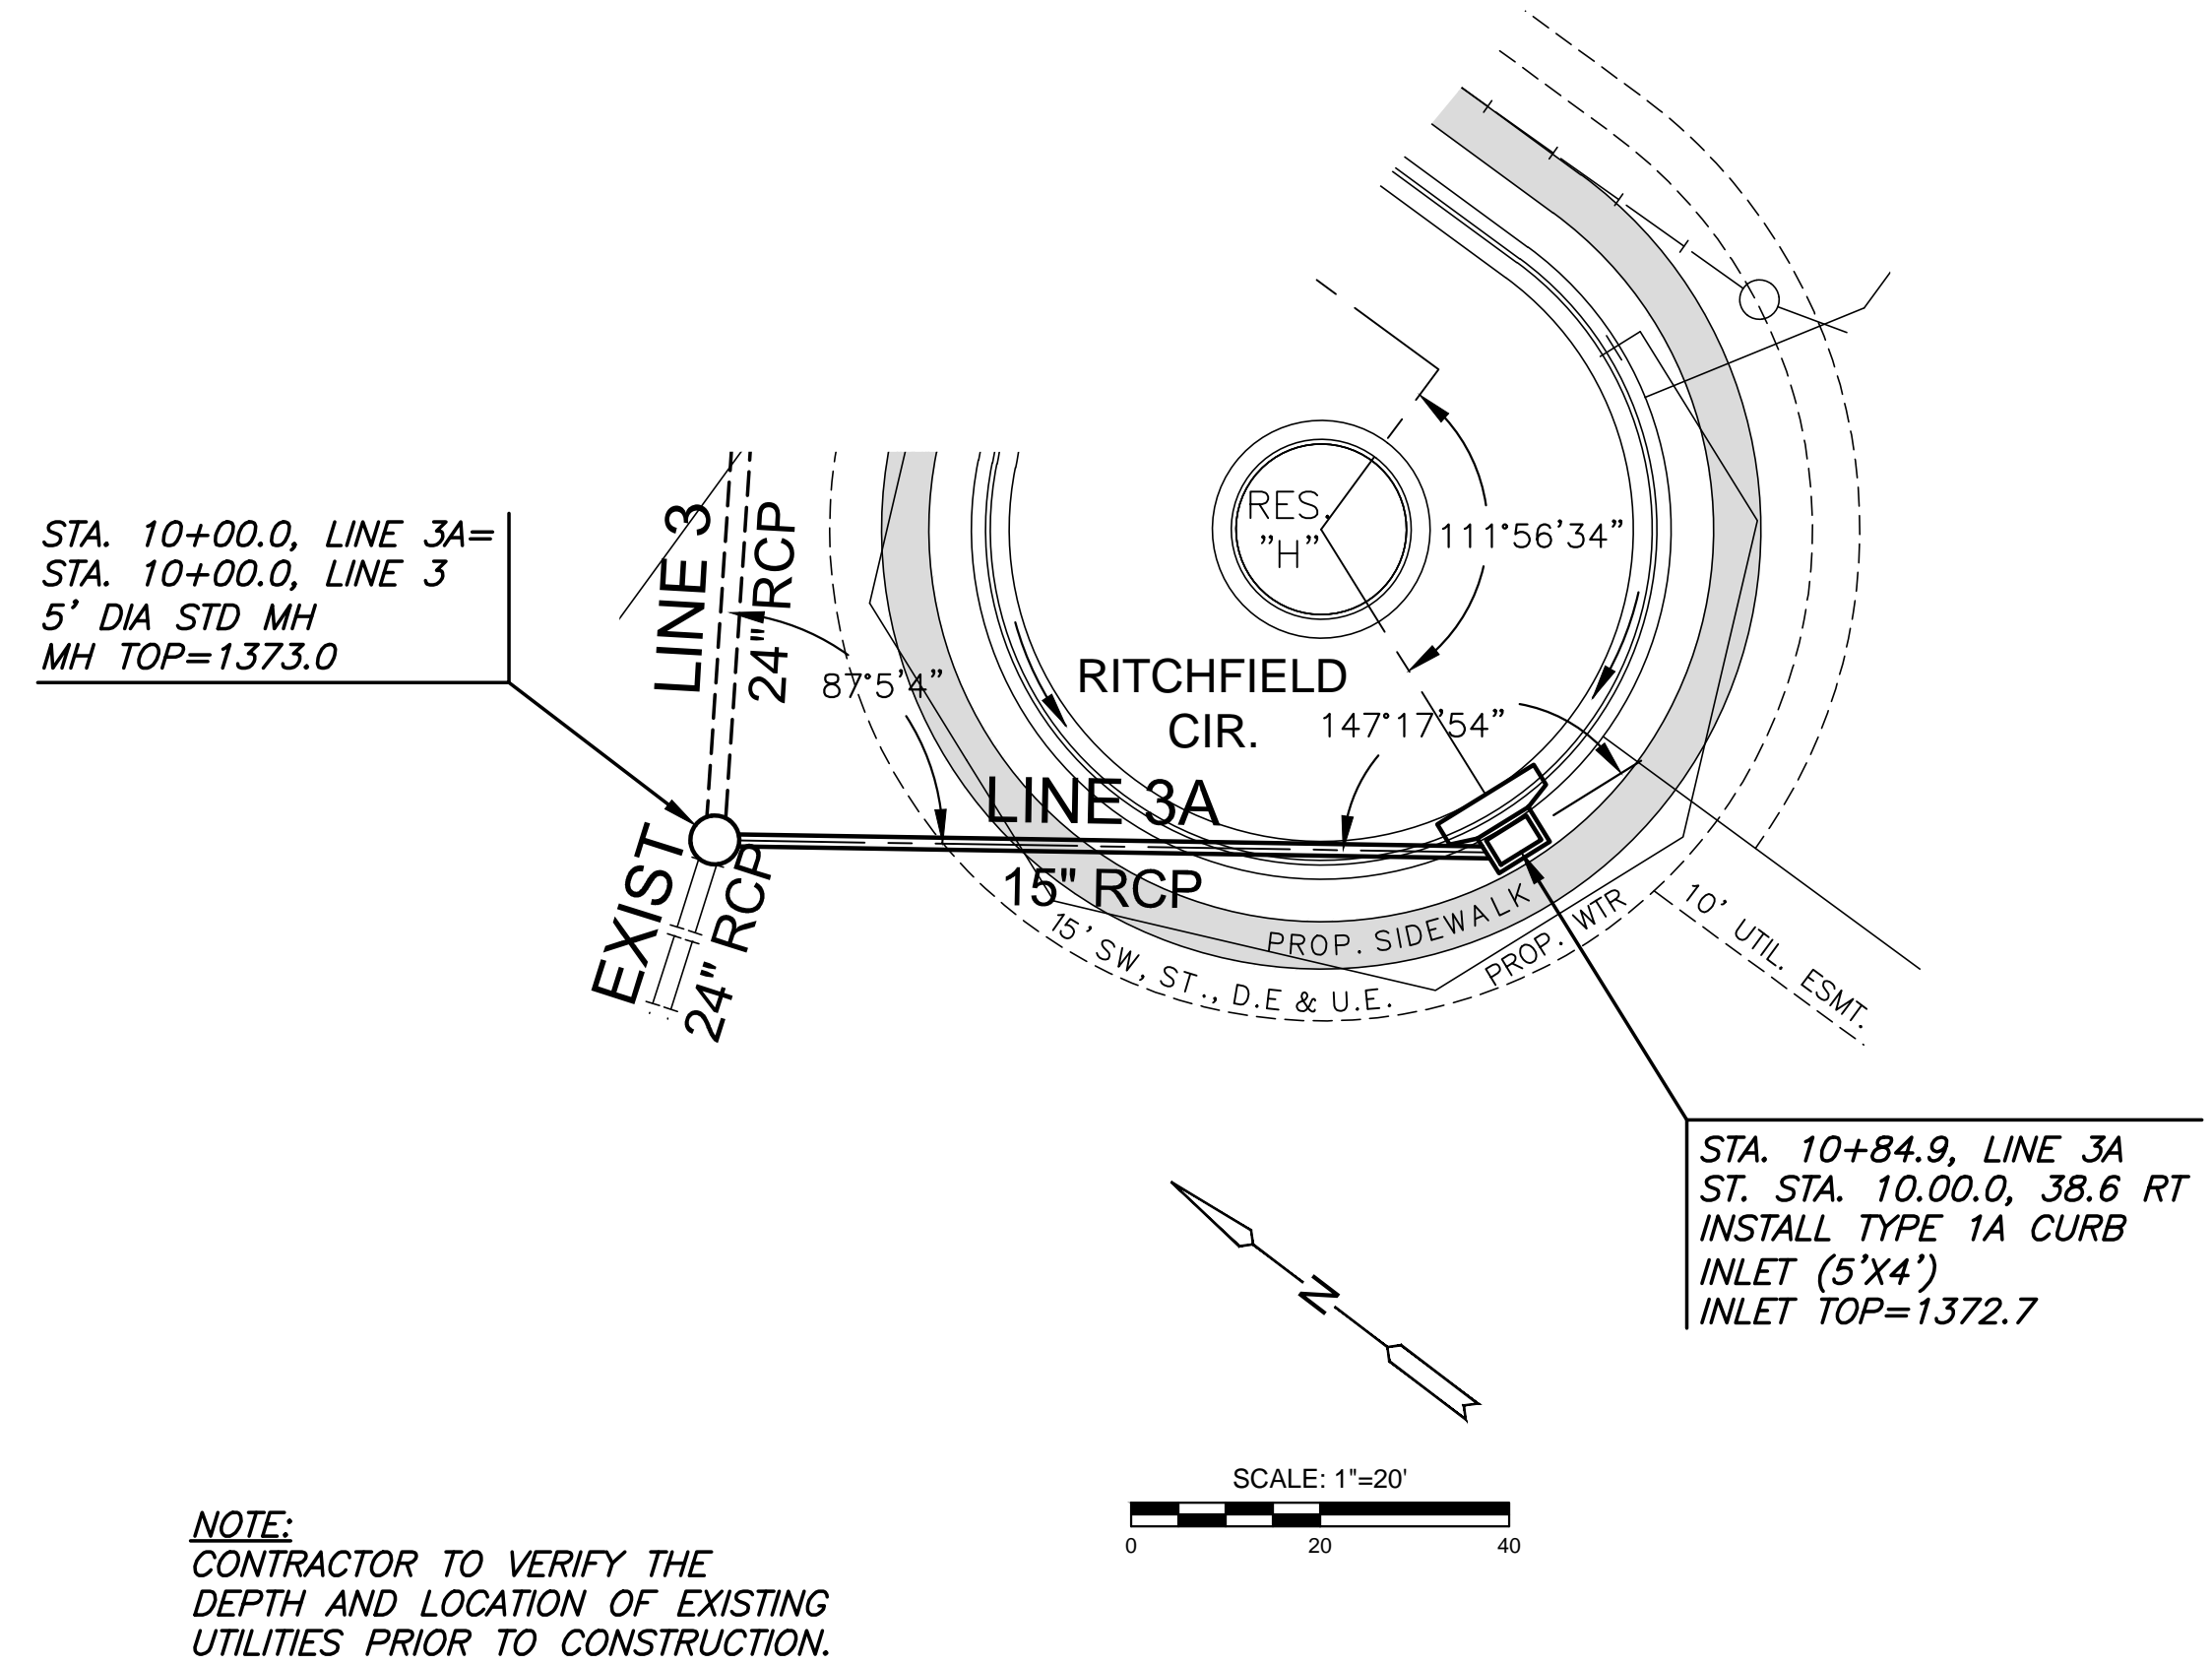 STA. 10+00.0, LINE 3A=
STA. 10+00.0, LINE 3
5' DIA STD MH
MH TOP=1373.0
LINE 3
24" RCP
87°5'4"
RES.
"H"
111°56'34"
RITCHFIELD
CIR.
147°17'54"
LINE 3A
15" RCP
EXIST
24" RCP
PROP. SIDEWALK
15' SW, ST., D.E & U.E.
PROP. WTR
10' UTIL. ESMT.
STA. 10+84.9, LINE 3A
ST. STA. 10.00.0, 38.6 RT
INSTALL TYPE 1A CURB
INLET (5'X4')
INLET TOP=1372.7
N
SCALE: 1"=20'
0 20 40
NOTE:
CONTRACTOR TO VERIFY THE
DEPTH AND LOCATION OF EXISTING
UTILITIES PRIOR TO CONSTRUCTION.